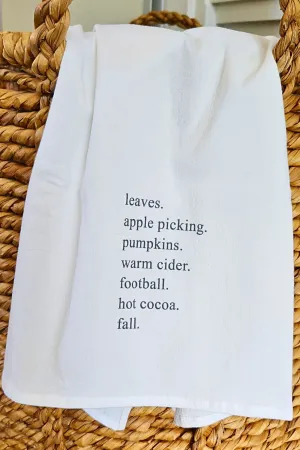 leaves.
apple picking.
pumpkins.
warm cider.
football.
hot cocoa.
fall.